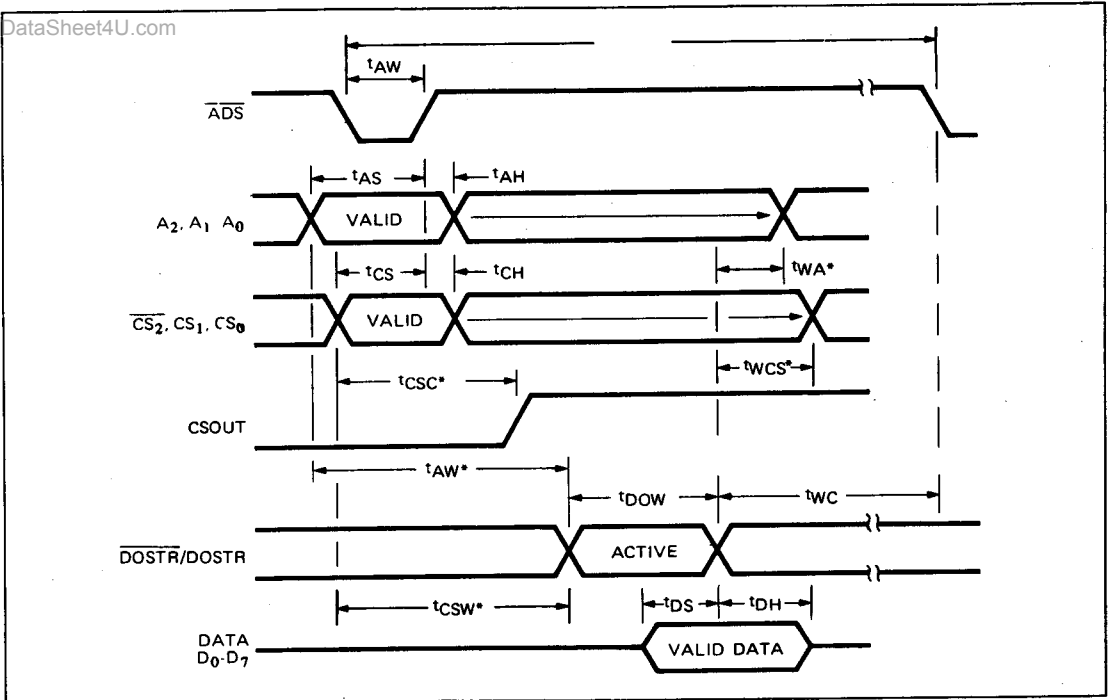 DataSheet4U.com
tAW
ADS
tAS
tAH
A2, A1 A0
VALID
tCS
tCH
tWA*
CS2, CS1, CS0
VALID
tWCS*
tCSC*
CSOUT
tAW*
tDOW
tWC
DOSTR/DOSTR
ACTIVE
tCSW*
tDS
tDH
DATA
D0-D7
VALID DATA